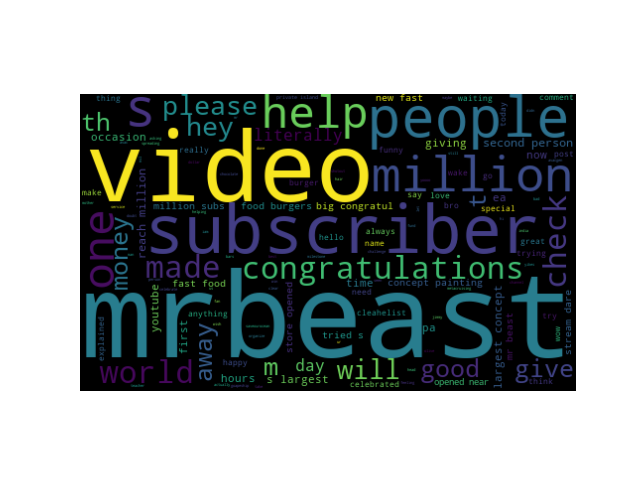 thing
new fast
waiting
comment
s
please
help
people
today
th
hey
literally
giving
second person
occasion
really
funny
now
post
video
million
burger
wake
go
make
say
love
t
ea
million subs
food burgers
big congratul
bro
special
one
money
reach million
subscriber
check
hello
always
name
great
trying
made
congratulations
fast food
time
concept painting
need
youtube
store opened
cleahelist
mrbeast
largest concept
mr beast
stream dare
try
wow
anything
explained
first
away
tried s
pa
world
happy
hours
m
day
s largest
will
celebrated
good
opened near
give
think